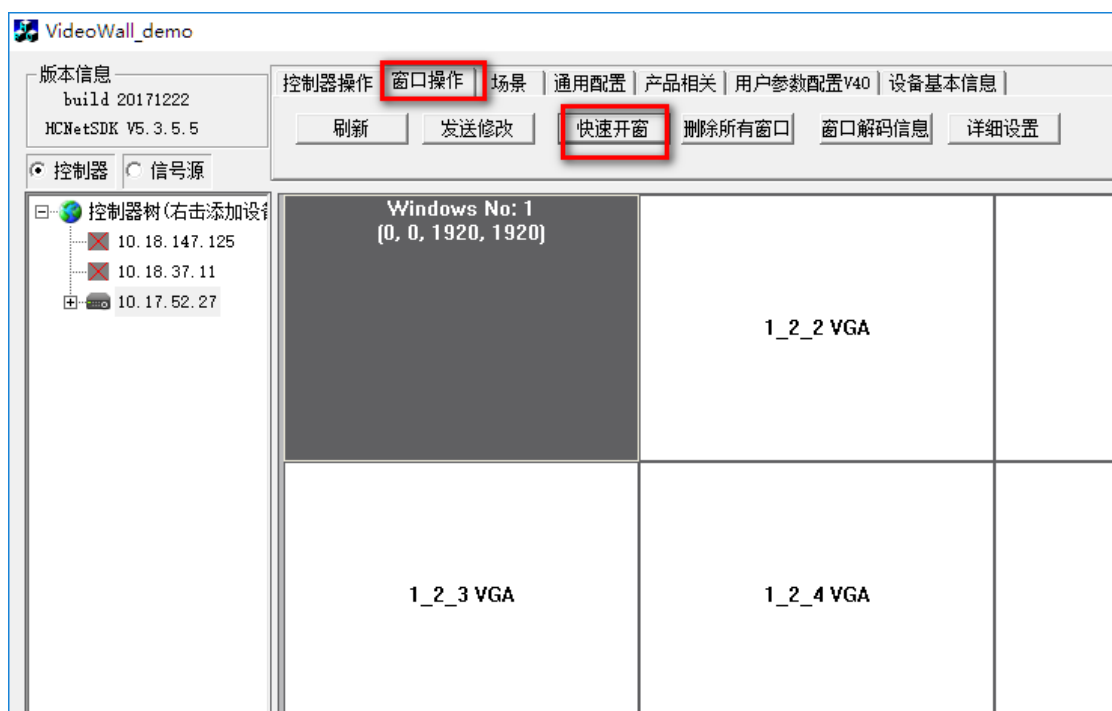 VideoWall_demo
版本信息
build 20171222
HCNetSDK V5.3.5.5
控制器操作 窗口操作 场景 通用配置 产品相关 用户参数配置V40 设备基本信息
刷新 发送修改 快速开窗 删除所有窗口 窗口解码信息 详细设置
控制器 信号源
控制器树(右击添加设
10.18.147.125
10.18.37.11
10.17.52.27
Windows No: 1
(0, 0, 1920, 1920)
1_2_2 VGA
1_2_3 VGA
1_2_4 VGA